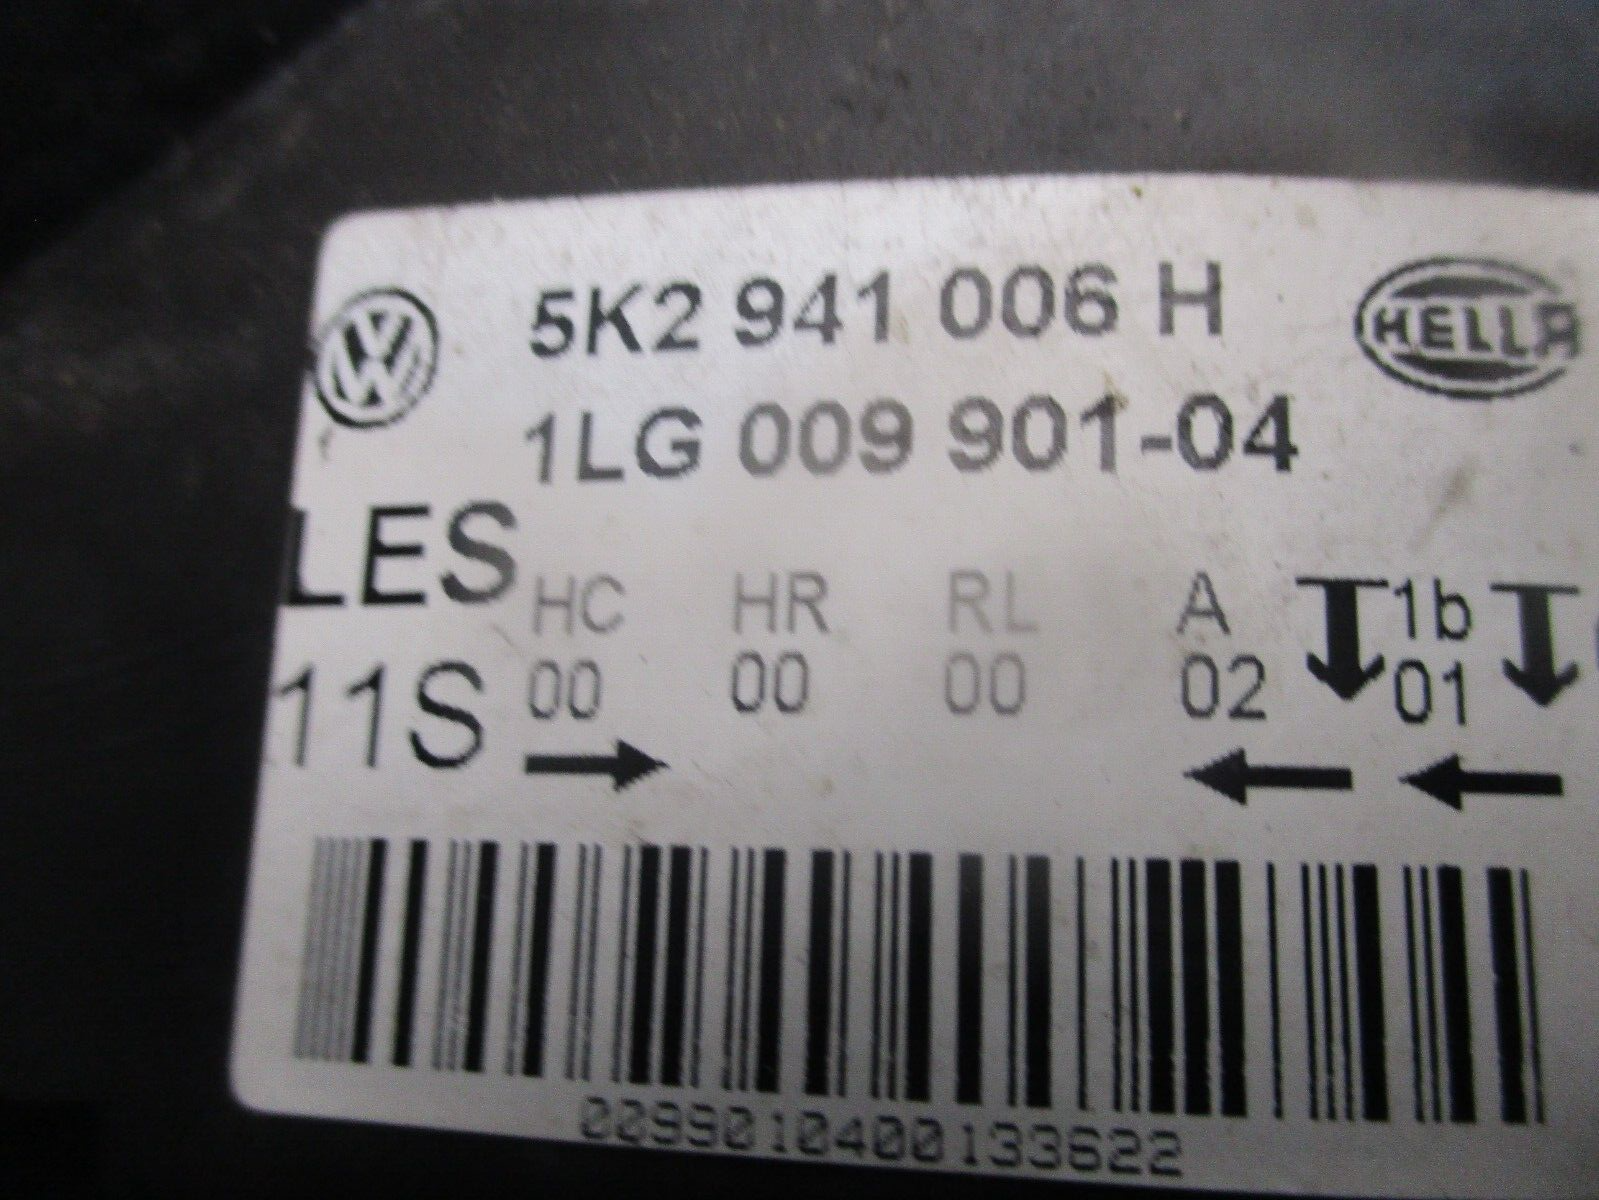 5K2 941 006 H
HELLA
1LG 009 901-04
LES
HC HR RL A 1b
11S
00 00 00 02 01
0099010400133622